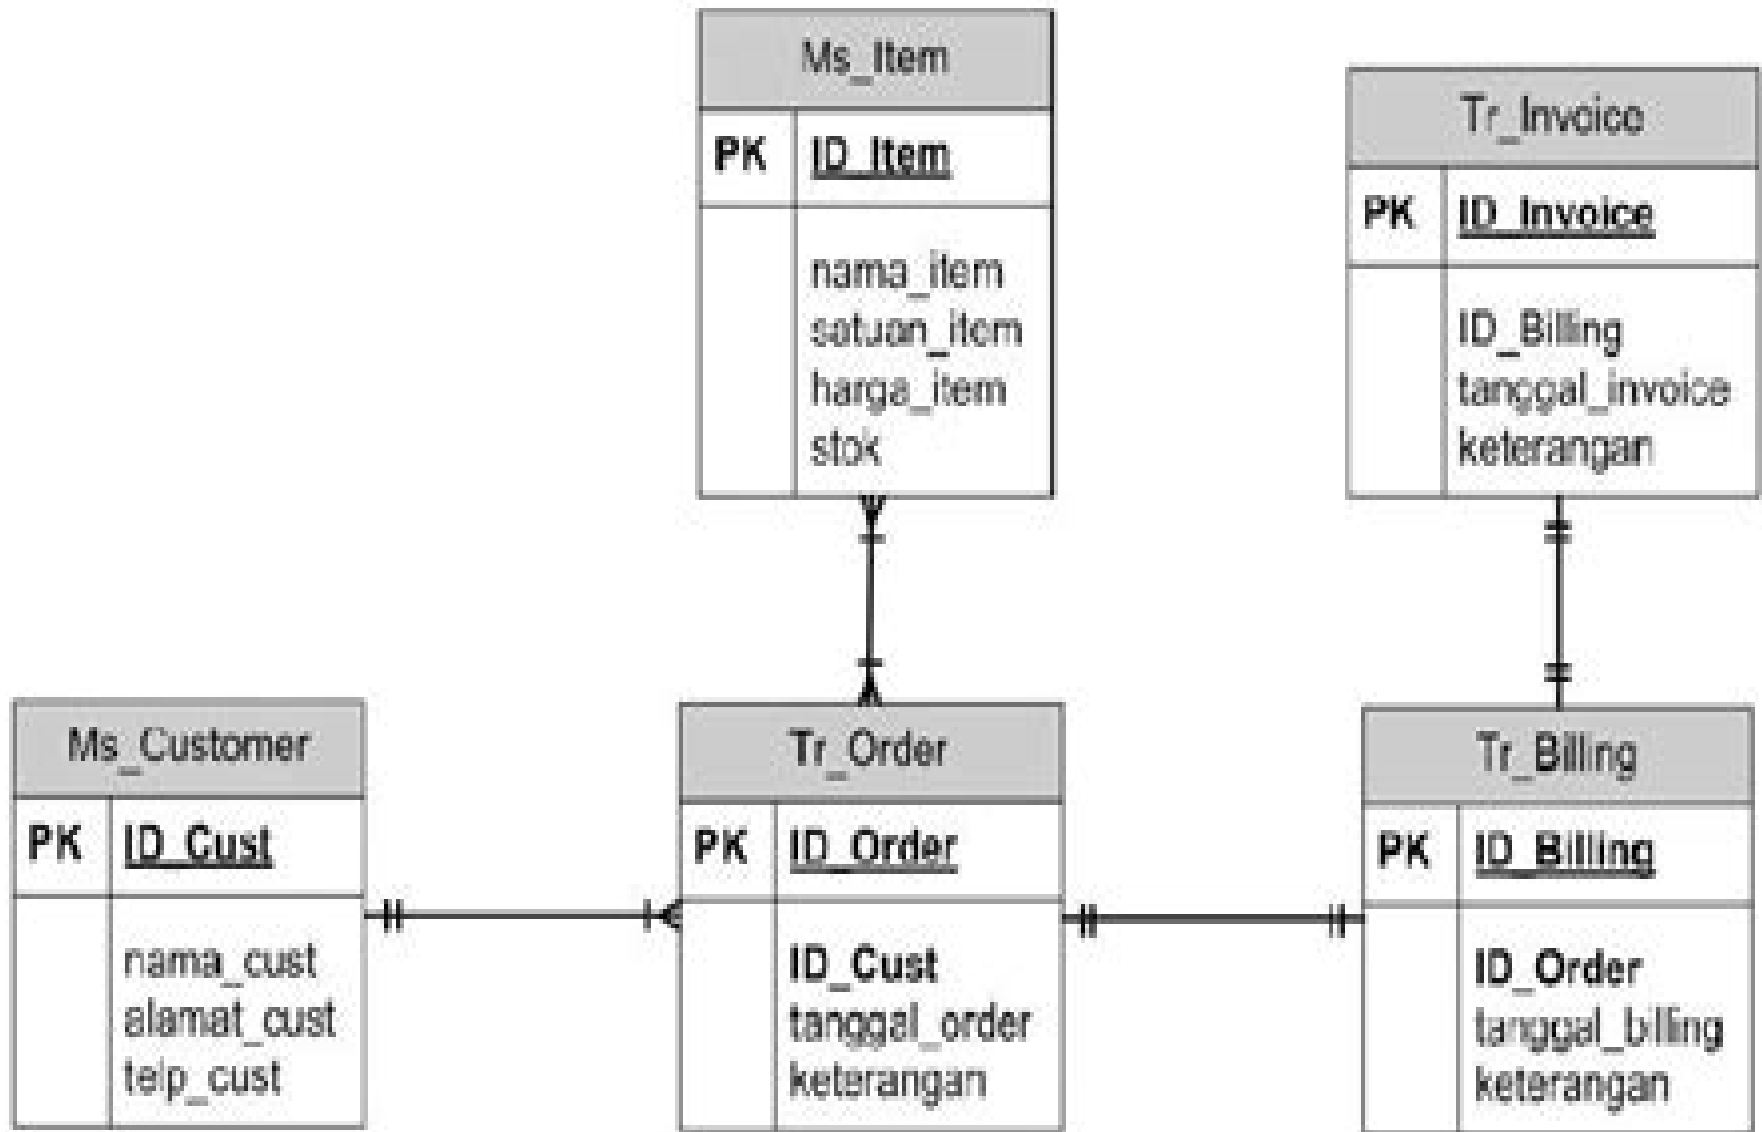 Ms_Item
PK ID_Item
nama_item
satuan_item
harga_item
stok
Tr_Invoice
PK ID_Invoice
ID_Billing
tanggal_invoice
keterangan
Ms_Customer
PK ID_Cust
nama_cust
alamat_cust
telp_cust
Tr_Order
PK ID_Order
ID_Cust
tanggal_order
keterangan
Tr_Billing
PK ID_Billing
ID_Order
tanggal_billing
keterangan